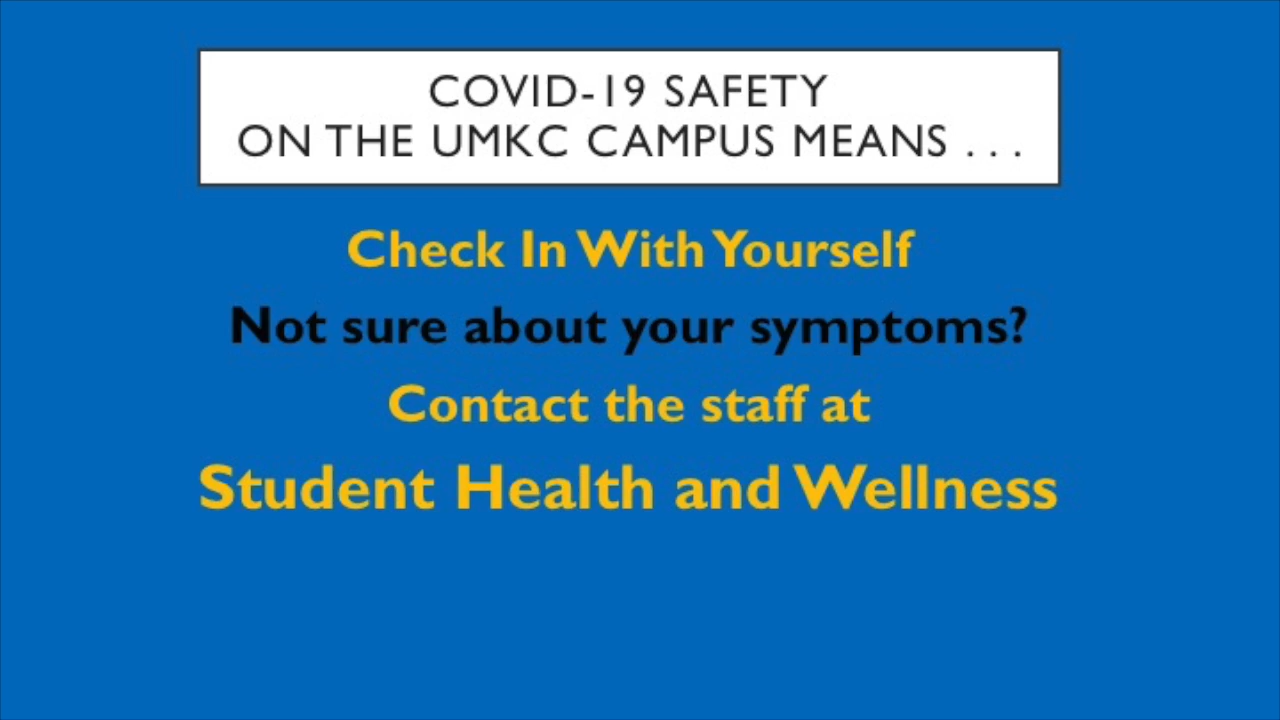 COVID-19 SAFETY
ON THE UMKC CAMPUS MEANS . . .
Check In With Yourself
Not sure about your symptoms?
Contact the staff at
Student Health and Wellness